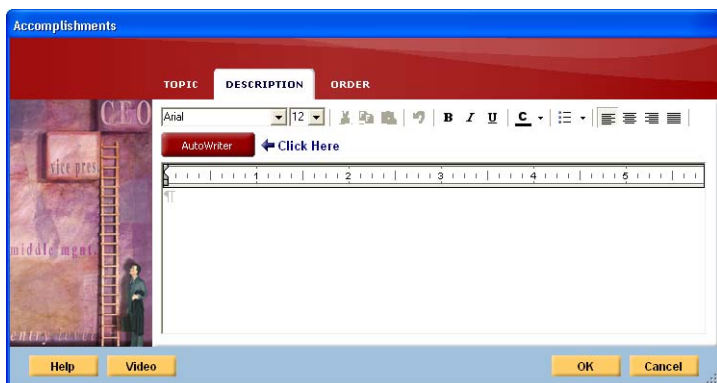 Accomplishments
TOPIC DESCRIPTION ORDER
CEO
Arial 12 B I U C
AutoWriter Click Here
vice pres
1 2 3 4 5
¶
middle mgnt.
entry level
Help Video OK Cancel